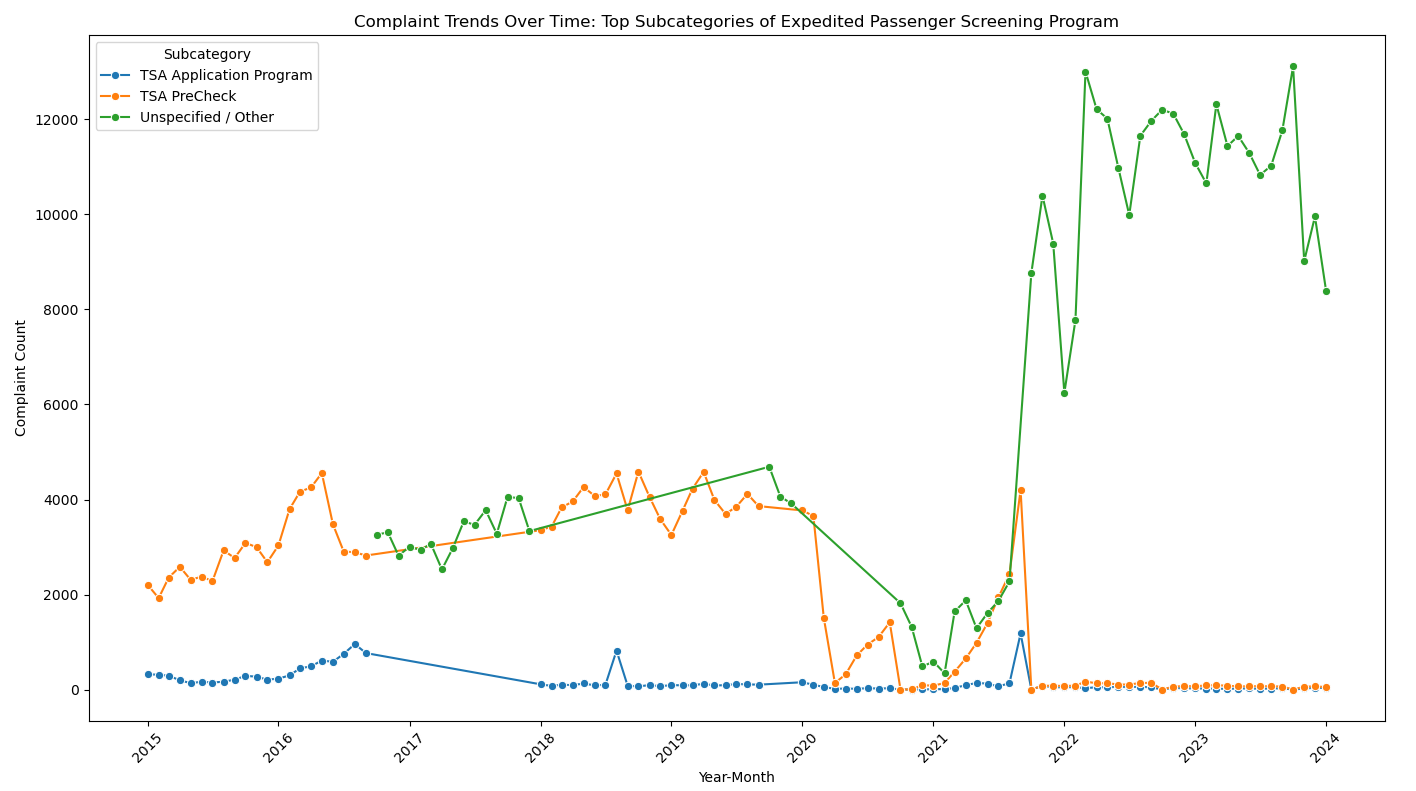 Complaint Trends Over Time: Top Subcategories of Expedited Passenger Screening Program
Subcategory
TSA Application Program
TSA PreCheck
Unspecified / Other
Complaint Count
12000
10000
8000
6000
4000
2000
0
2015
2016
2017
2018
2019
2020
2021
2022
2023
2024
Year-Month